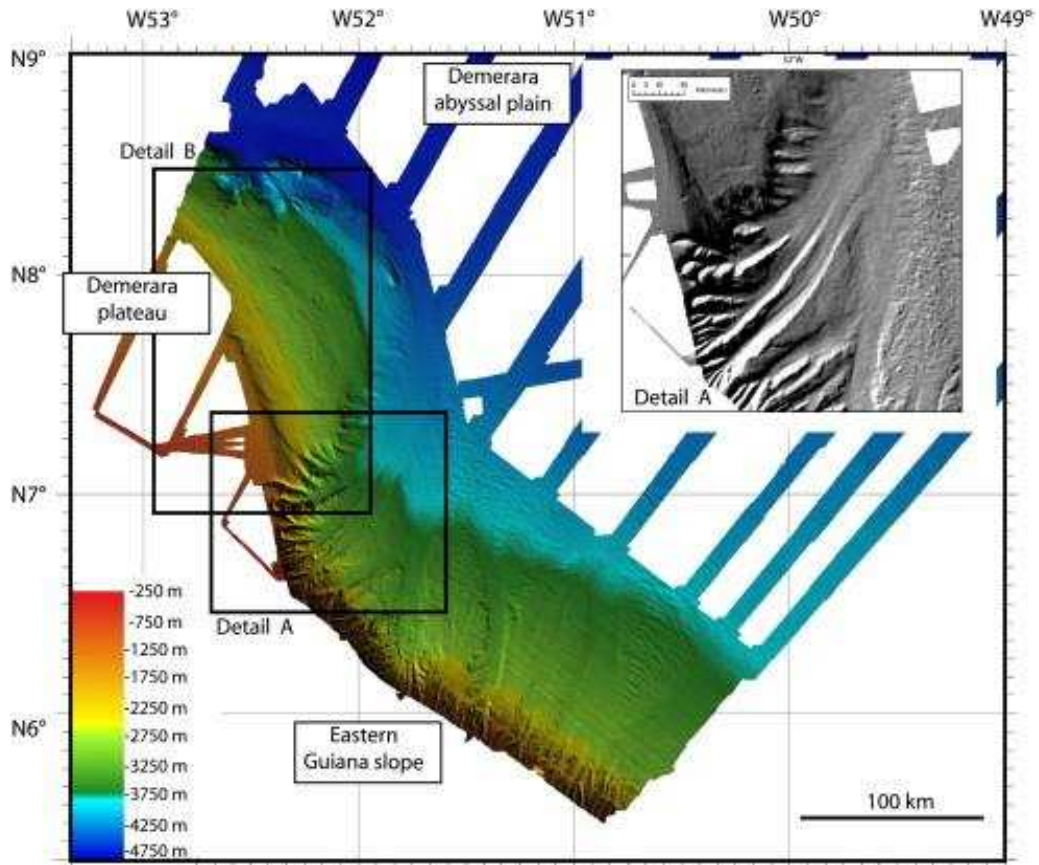 W53° W52° W51° W50° W49°
N9°
Demerara
abyssal plain
Detail B
N8°
Demerara
plateau
Detail A
N7°
-250 m
-750 m
-1250 m
-1750 m
-2250 m
-2750 m
-3250 m
-3750 m
-4250 m
-4750 m
Detail A
N6°
Eastern
Guiana slope
100 km